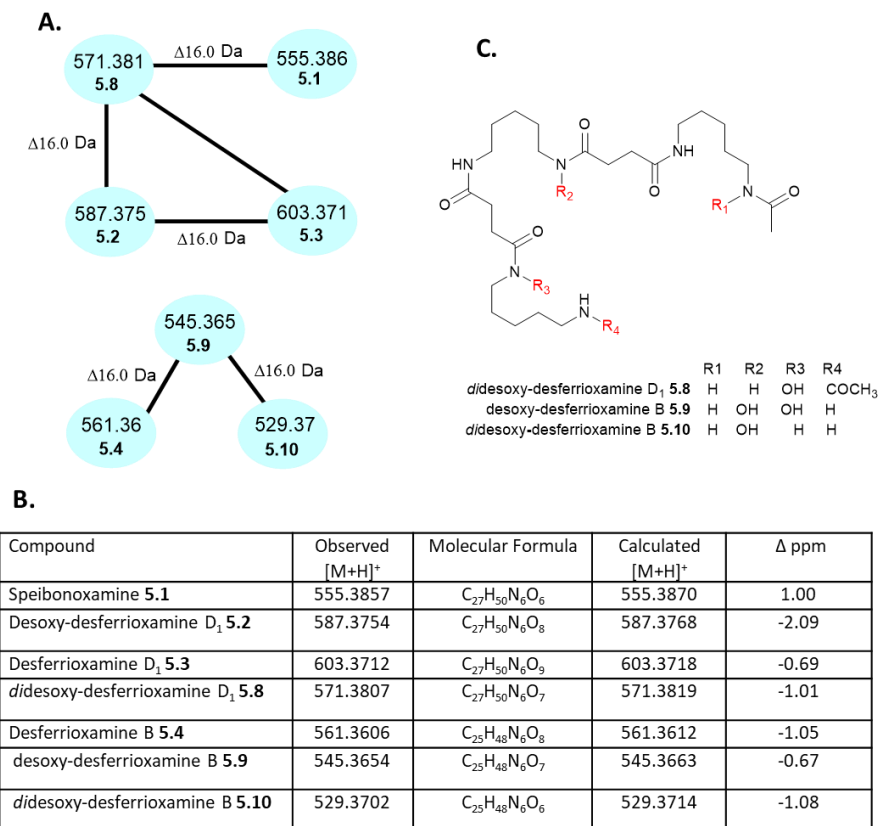 A.
571.381
5.8
Δ16.0 Da
555.386
5.1
Δ16.0 Da
587.375
5.2
Δ16.0 Da
603.371
5.3
545.365
5.9
Δ16.0 Da
Δ16.0 Da
561.36
5.4
529.37
5.10
C.
O
HN
N
R2
O
NH
O
R1
N
O
O
N
R3
H
N
R4
R1 R2 R3 R4
didesoxy-desferrioxamine D₁ 5.8 H H OH COCH₃
desoxy-desferrioxamine B 5.9 H OH OH H
didesoxy-desferrioxamine B 5.10 H OH H H
B.
Compound Observed Molecular Formula Calculated Δ ppm
[M+H]⁺ [M+H]⁺
Speibonoxamine 5.1 555.3857 C₂₇H₅₀N₆O₆ 555.3870 1.00
Desoxy-desferrioxamine D₁ 5.2 587.3754 C₂₇H₅₀N₆O₈ 587.3768 -2.09
Desferrioxamine D₁ 5.3 603.3712 C₂₇H₅₀N₆O₉ 603.3718 -0.69
didesoxy-desferrioxamine D₁ 5.8 571.3807 C₂₇H₅₀N₆O₇ 571.3819 -1.01
Desferrioxamine B 5.4 561.3606 C₂₅H₄₈N₆O₈ 561.3612 -1.05
desoxy-desferrioxamine B 5.9 545.3654 C₂₅H₄₈N₆O₇ 545.3663 -0.67
didesoxy-desferrioxamine B 5.10 529.3702 C₂₅H₄₈N₆O₆ 529.3714 -1.08